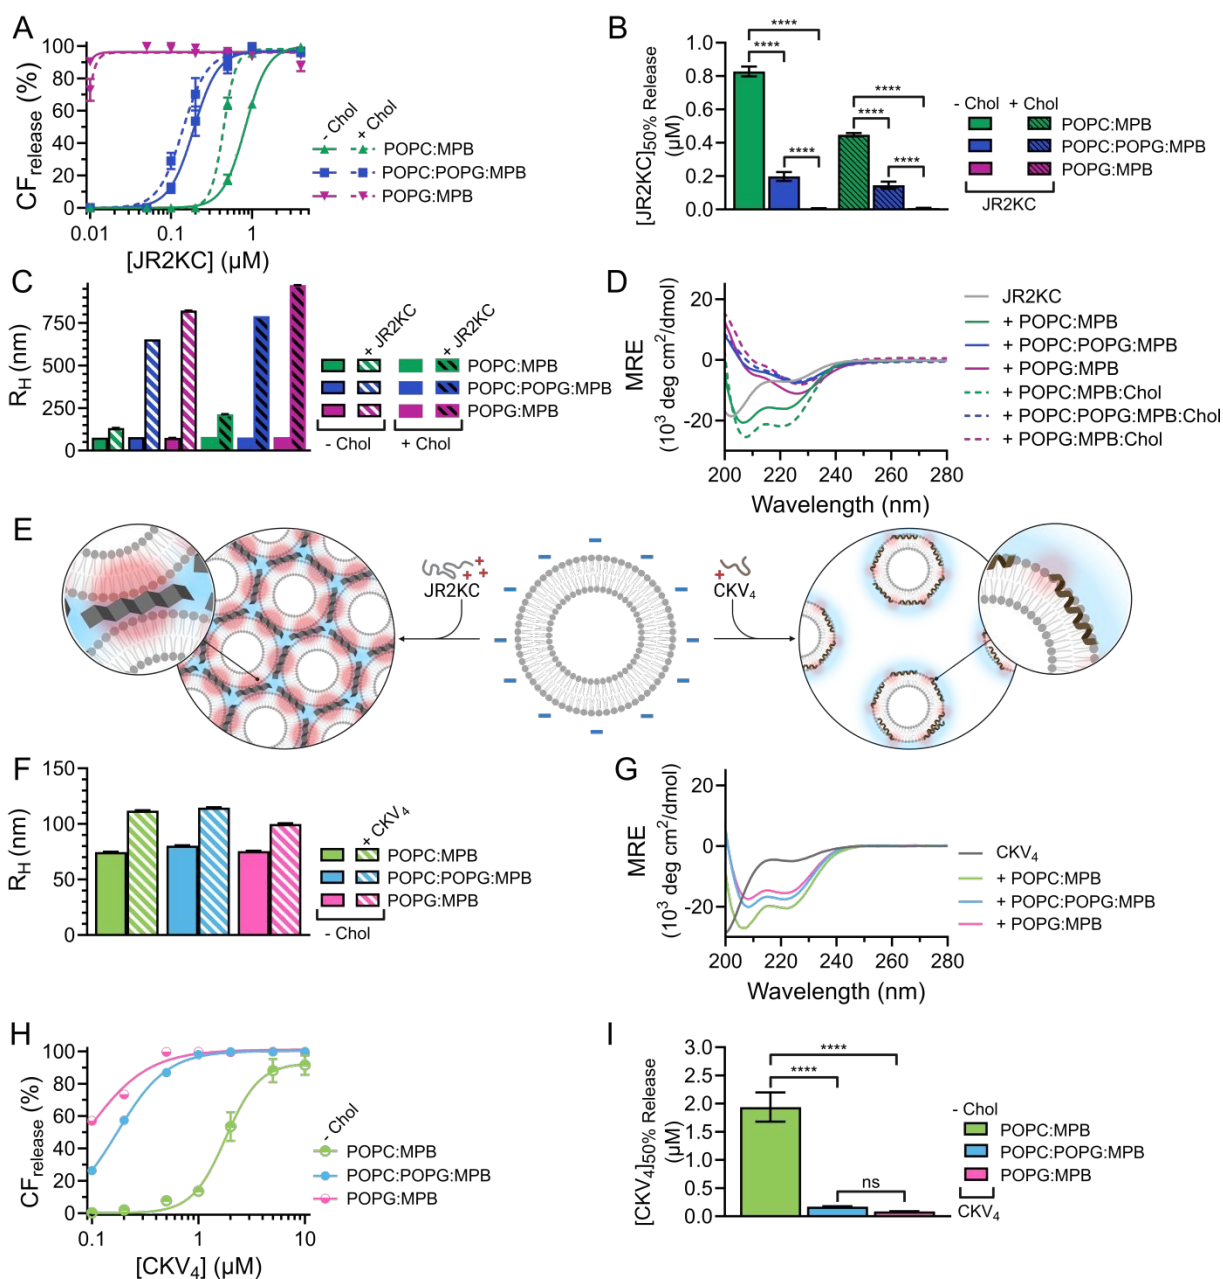 A
CFrelease (%)
100
80
60
40
20
0
0.01
0.1
1
[JR2KC] (µM)
- Chol
+ Chol
POPC:MPB
POPC:POPG:MPB
POPG:MPB
B
[JR2KC]50% Release
(µM)
1.0
0.8
0.6
0.4
0.2
0.0
****
****
****
****
****
****
- Chol + Chol
POPC:MPB
POPC:POPG:MPB
POPG:MPB
JR2KC
C
RH (nm)
750
500
250
0
+ JR2KC
+ JR2KC
POPC:MPB
POPC:POPG:MPB
POPG:MPB
- Chol
+ Chol
D
MRE
(10³ deg cm²/dmol)
20
0
-20
-40
200 220 240 260 280
Wavelength (nm)
JR2KC
+ POPC:MPB
+ POPC:POPG:MPB
+ POPG:MPB
+ POPC:MPB:Chol
+ POPC:POPG:MPB:Chol
+ POPG:MPB:Chol
E
JR2KC
+
+
+
CKV₄
+
+
F
RH (nm)
150
100
50
0
+ CKV₄
POPC:MPB
POPC:POPG:MPB
POPG:MPB
- Chol
G
MRE
(10³ deg cm²/dmol)
20
0
-20
200 220 240 260 280
Wavelength (nm)
CKV₄
+ POPC:MPB
+ POPC:POPG:MPB
+ POPG:MPB
H
CFrelease (%)
100
80
60
40
20
0
0.1
1
10
[CKV₄] (µM)
- Chol
POPC:MPB
POPC:POPG:MPB
POPG:MPB
I
[CKV₄]50% Release
(µM)
3.0
2.5
2.0
1.5
1.0
0.5
0.0
****
****
ns
- Chol
POPC:MPB
POPC:POPG:MPB
POPG:MPB
CKV₄